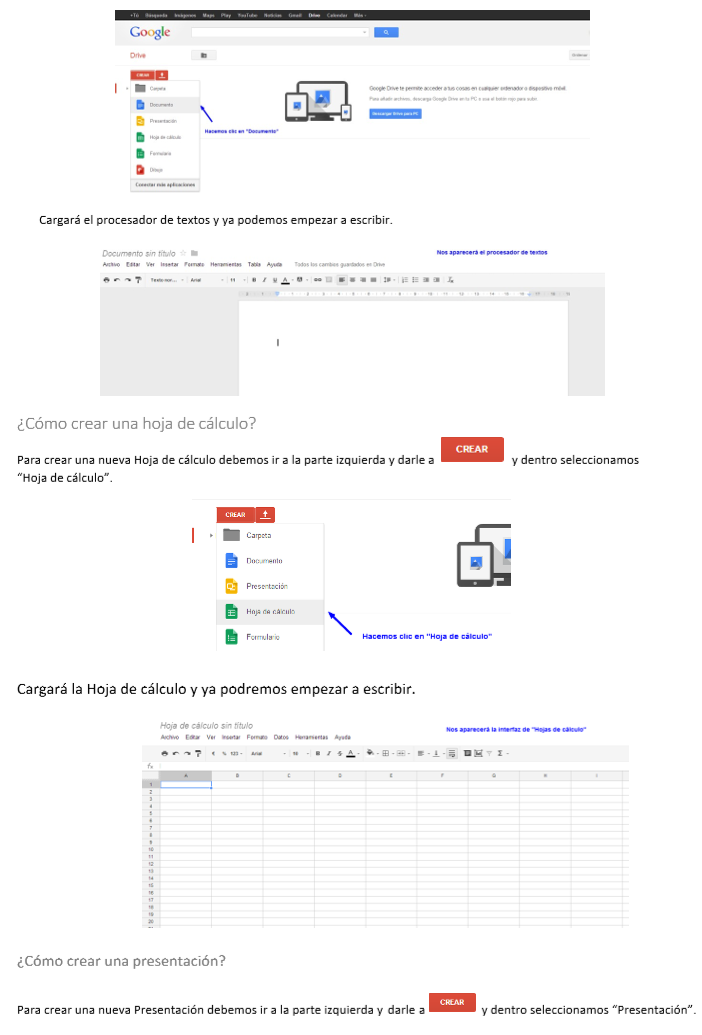 +Tú Búsqueda Imágenes Maps Play YouTube Noticias Gmail Drive Calendar Más
Google
Drive
CREAR
Carpeta
Documento
Presentación
Hoja de cálculo
Formulario
Dibujo
Conectar más aplicaciones
Hacemos clic en "Documento"
Google Drive te permite acceder a tus cosas en cualquier ordenador o dispositivo móvil
Para añadir archivos, descarga Google Drive en tu PC o usa el botón rojo para subir.
Descargar Drive para PC
Cargará el procesador de textos y ya podemos empezar a escribir.
Documento sin título
Nos aparecerá el procesador de textos
Archivo Editar Ver Insertar Formato Herramientas Tabla Ayuda Todos los cambios guardados en Drive
Texto nor... Arial 11 B I U A
¿Cómo crear una hoja de cálculo?
Para crear una nueva Hoja de cálculo debemos ir a la parte izquierda y darle a CREAR y dentro seleccionamos
“Hoja de cálculo”.
CREAR
Carpeta
Documento
Presentación
Hoja de cálculo
Formulario
Hacemos clic en "Hoja de cálculo"
Cargará la Hoja de cálculo y ya podremos empezar a escribir.
Hoja de cálculo sin título
Nos aparecerá la interfaz de "Hojas de cálculo"
Archivo Editar Ver Insertar Formato Datos Herramientas Ayuda
€ % 123 Arial 10 B I S A
fx
A B C D E F G H I
1
2
3
4
5
6
7
8
9
10
11
12
13
14
15
16
17
18
19
20
¿Cómo crear una presentación?
Para crear una nueva Presentación debemos ir a la parte izquierda y darle a CREAR y dentro seleccionamos “Presentación”.